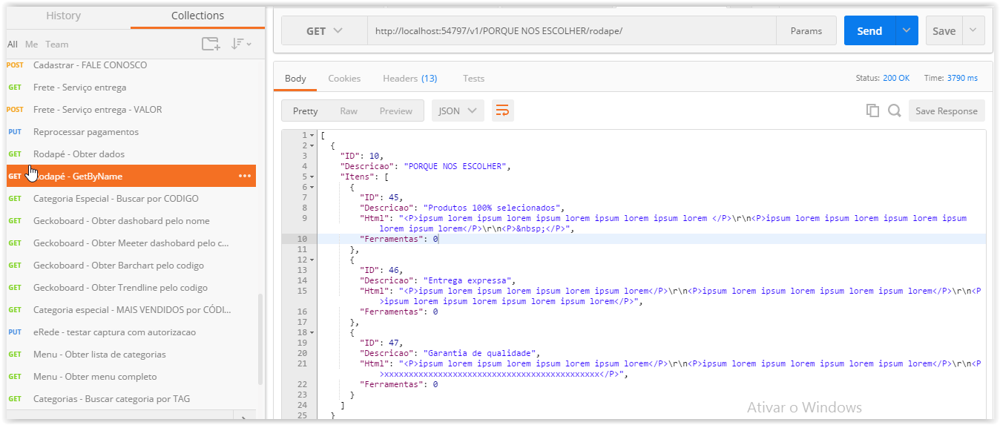 History
Collections
All Me Team
POST Cadastrar - FALE CONOSCO
GET Frete - Serviço entrega
POST Frete - Serviço entrega - VALOR
PUT Reprocessar pagamentos
GET Rodapé - Obter dados
GET odapé - GetByName
GET Categoria Especial - Buscar por CODIGO
GET Geckoboard - Obter dashobard pelo nome
GET Geckoboard - Obter Meeter dashobard pelo c...
GET Geckoboard - Obter Barchart pelo codigo
GET Geckoboard - Obter Trendline pelo codigo
GET Categoria especial - MAIS VENDIDOS por CÓDI...
PUT eRede - testar captura com autorizacao
GET Menu - Obter lista de categorias
GET Menu - Obter menu completo
GET Categorias - Buscar categoria por TAG
GET http://localhost:54797/v1/PORQUE NOS ESCOLHER/rodape/ Params Send Save
Body Cookies Headers (13) Tests Status: 200 OK Time: 3790 ms
Pretty Raw Preview JSON Save Response
1 [
2 {
3 "ID": 10,
4 "Descricao": "PORQUE NOS ESCOLHER",
5 "Itens": [
6 {
7 "ID": 45,
8 "Descricao": "Produtos 100% selecionados",
9 "Html": "<P>ipsum lorem ipsum lorem ipsum lorem ipsum lorem ipsum lorem </P>\r\n<P>ipsum lorem ipsum lorem ipsum lorem ipsum
lorem ipsum lorem</P>\r\n<P>&nbsp;</P>",
10 "Ferramentas": 0
11 },
12 {
13 "ID": 46,
14 "Descricao": "Entrega expressa",
15 "Html": "<P>ipsum lorem ipsum lorem ipsum lorem ipsum lorem</P>\r\n<P>ipsum lorem ipsum lorem ipsum lorem ipsum lorem</P>\r\n<P
>ipsum lorem ipsum lorem ipsum lorem ipsum lorem</P>",
16 "Ferramentas": 0
17 },
18 {
19 "ID": 47,
20 "Descricao": "Garantia de qualidade",
21 "Html": "<P>ipsum lorem ipsum lorem ipsum lorem ipsum lorem</P>\r\n<P>ipsum lorem ipsum lorem ipsum lorem ipsum lorem</P>\r\n<P
>xxxxxxxxxxxxxxxxxxxxxxxxxxxxxxxxxxxxxxxxxxxx</P>",
22 "Ferramentas": 0
23 }
24 ]
25 }
Ativar o Windows